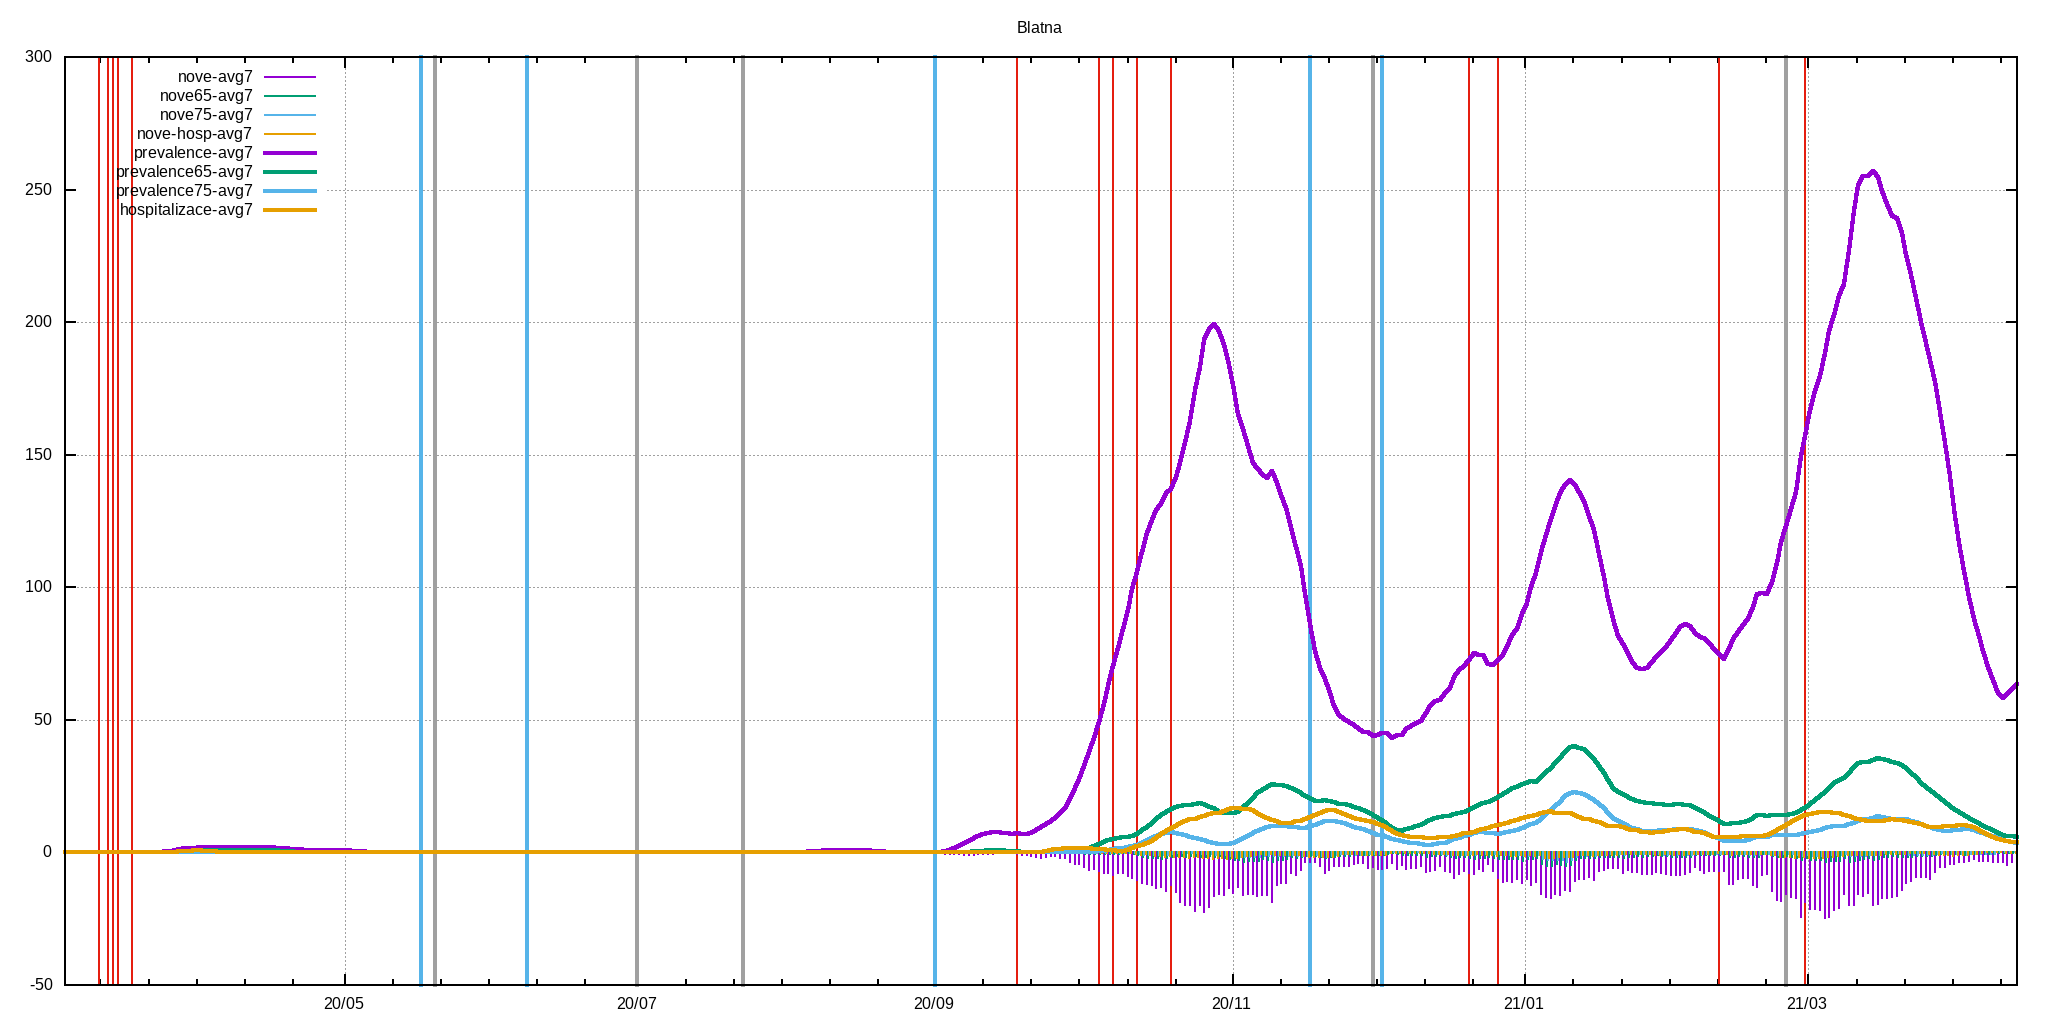 Blatna
300
250
200
150
100
50
0
-50
nove-avg7
nove65-avg7
nove75-avg7
nove-hosp-avg7
prevalence-avg7
prevalence65-avg7
prevalence75-avg7
hospitalizace-avg7
20/05 20/07 20/09 20/11 21/01 21/03